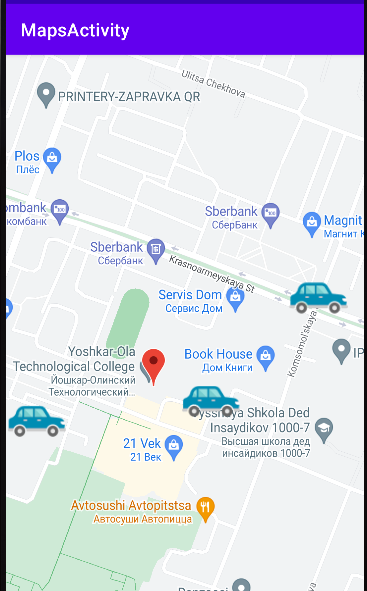 MapsActivity
Ulitsa Chekhova
PRINTERY-ZAPRAVKA QR
Plos
Плёс
ombank
комбанк
Sberbank
СберБанк
Magnit
Магнит К
Sberbank
Сбербанк
Krasnoarmeyskaya St
Servis Dom
Сервис Дом
Komsomol'skaya
Yoshkar-Ola
Technological College
Йошкар-Олинский
Технологический...
Book House
Дом Книги
IP
Vysshaya Shkola Ded
Insaydikov 1000-7
Высшая школа дед
инсайдиков 1000-7
21 Vek
21 Век
Avtosushi Avtopitstsa
Автосуши Автопицца